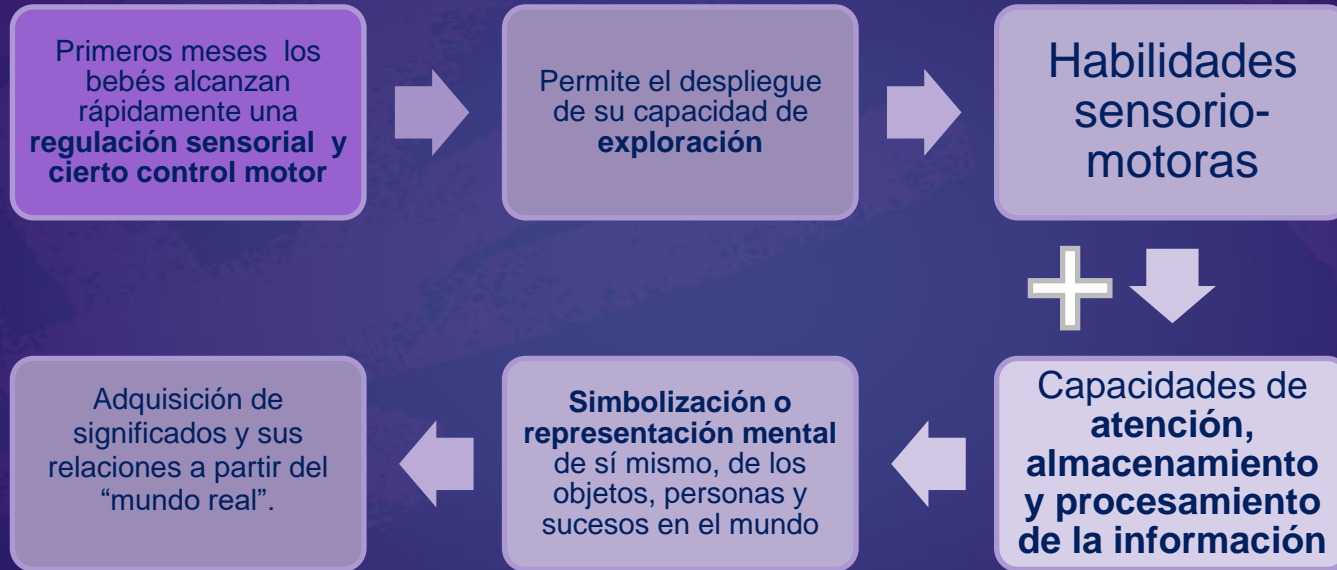 Primeros meses los
bebés alcanzan
rápidamente una
regulación sensorial y
cierto control motor
Permite el despliegue
de su capacidad de
exploración
Habilidades
sensorio-
motoras
Capacidades de
atención,
almacenamiento
y procesamiento
de la información
Simbolización o
representación mental
de sí mismo, de los
objetos, personas y
sucesos en el mundo
Adquisición de
significados y sus
relaciones a partir del
“mundo real”.